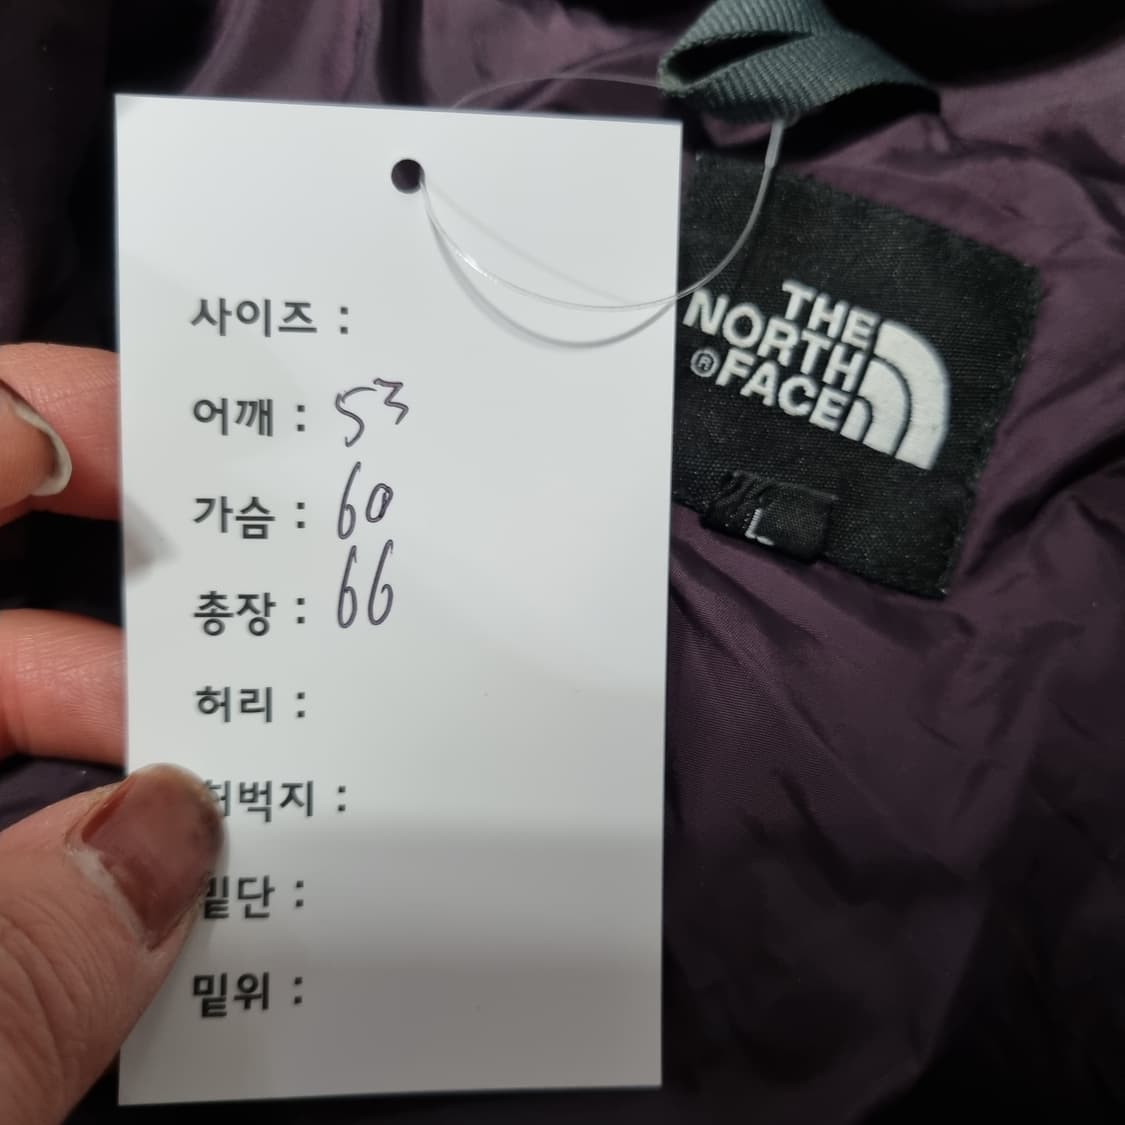 사이즈 :
어깨 : 53
가슴 : 60
총장 : 66
허리 :
허벅지 :
밑단 :
밑위 :
THE
NORTH
®FACE
L